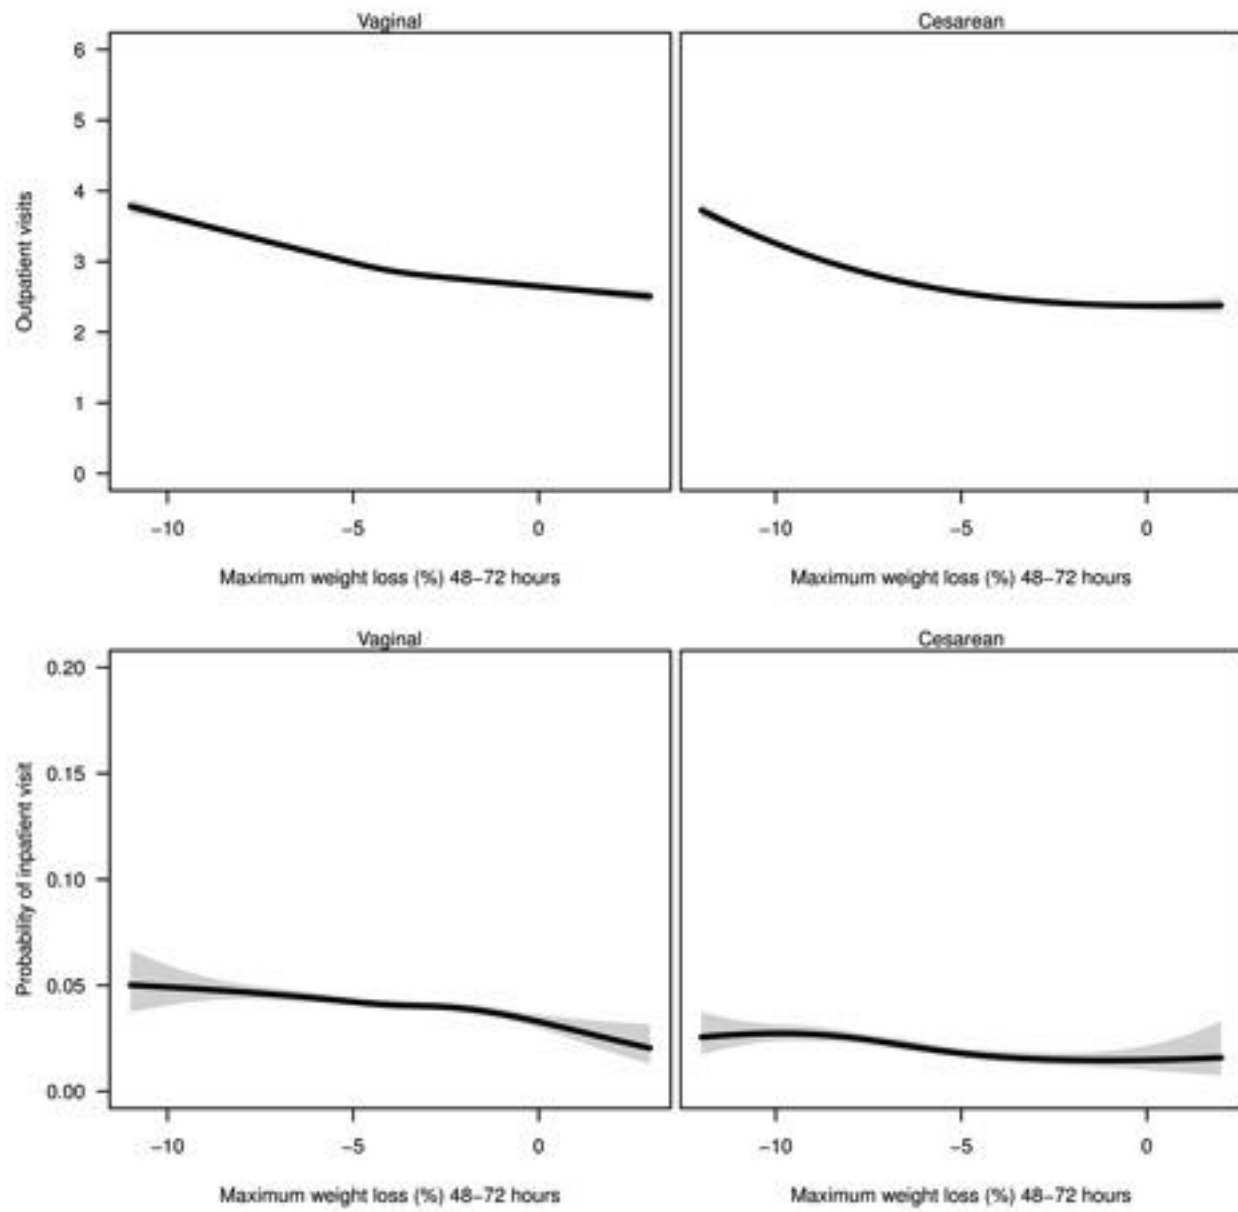 Vaginal Cesarean
6
5
4
3
2
1
0
Outpatient visits
−10 −5 0 −10 −5 0
Maximum weight loss (%) 48−72 hours Maximum weight loss (%) 48−72 hours
Vaginal Cesarean
0.20
0.15
0.10
0.05
0.00
Probability of inpatient visit
−10 −5 0 −10 −5 0
Maximum weight loss (%) 48−72 hours Maximum weight loss (%) 48−72 hours